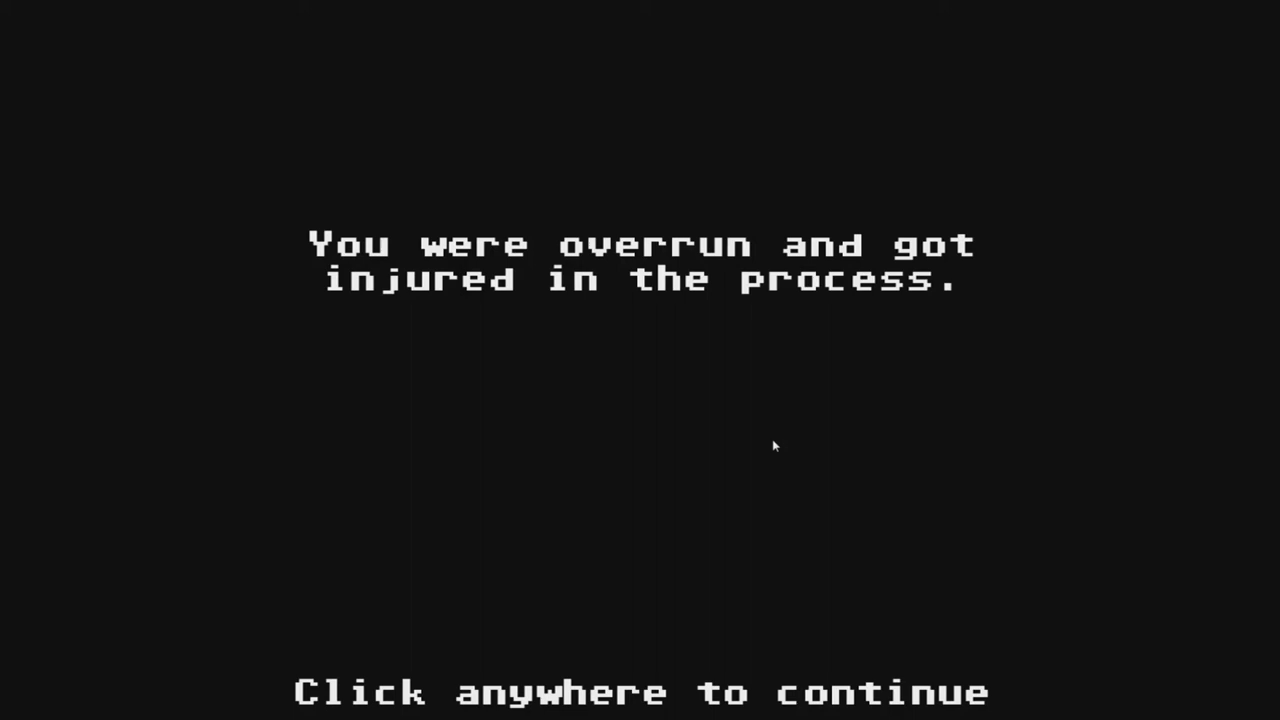 You were overrun and got
injured in the process.
Click anywhere to continue